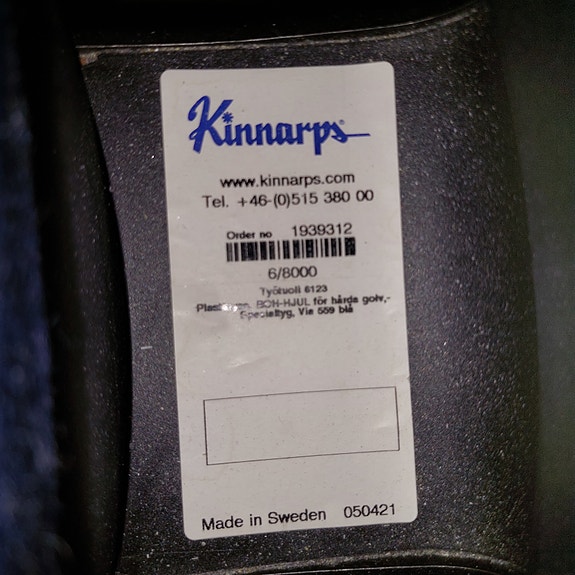 Kinnarps
www.kinnarps.com
Tel. +46-(0)515 380 00
Order no 1939312
6/8000
Työtuoli 6123
BOH-HJUL för hårda golv,-
Specialtyg, Via 559 blå
Made in Sweden 050421